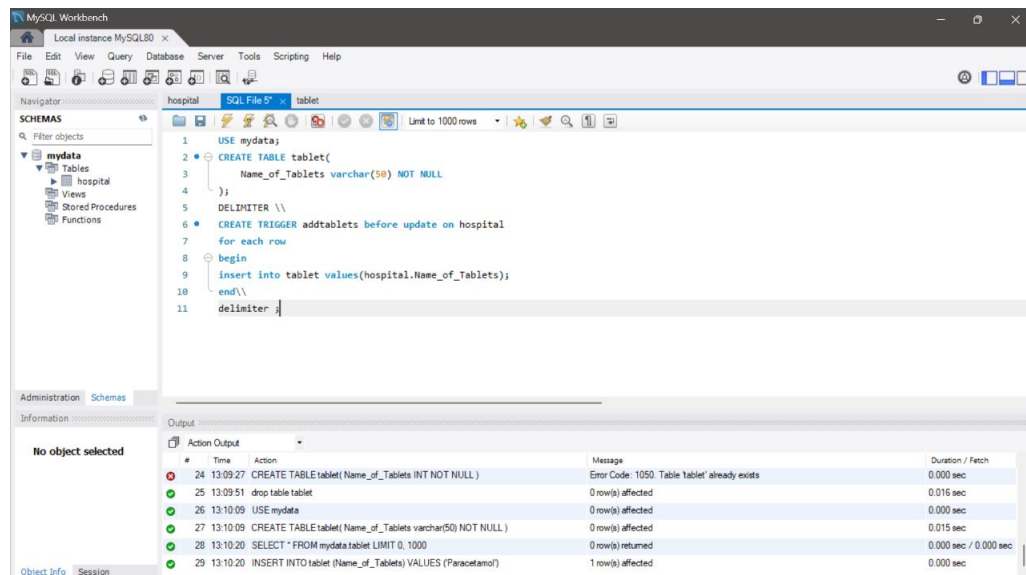 MySQL Workbench
Local instance MySQL80
File Edit View Query Database Server Tools Scripting Help
Navigator
SCHEMAS
Filter objects
mydata
Tables
hospital
Views
Stored Procedures
Functions
Administration Schemas
Information
No object selected
Object Info Session
hospital SQL File 5* tablet
Limit to 1000 rows
1 USE mydata;
2 CREATE TABLE tablet(
3 Name_of_Tablets varchar(50) NOT NULL
4 );
5 DELIMITER \\
6 CREATE TRIGGER addtablets before update on hospital
7 for each row
8 begin
9 insert into tablet values(hospital.Name_of_Tablets);
10 end\\
11 delimiter ;
Output
Action Output
# Time Action Message Duration / Fetch
24 13:09:27 CREATE TABLE tablet( Name_of_Tablets INT NOT NULL ) Error Code: 1050. Table 'tablet' already exists 0.000 sec
25 13:09:51 drop table tablet 0 row(s) affected 0.016 sec
26 13:10:09 USE mydata 0 row(s) affected 0.000 sec
27 13:10:09 CREATE TABLE tablet( Name_of_Tablets varchar(50) NOT NULL ) 0 row(s) affected 0.015 sec
28 13:10:20 SELECT * FROM mydata.tablet LIMIT 0, 1000 0 row(s) returned 0.000 sec / 0.000 sec
29 13:10:20 INSERT INTO tablet (Name_of_Tablets) VALUES ('Paracetamol') 1 row(s) affected 0.000 sec